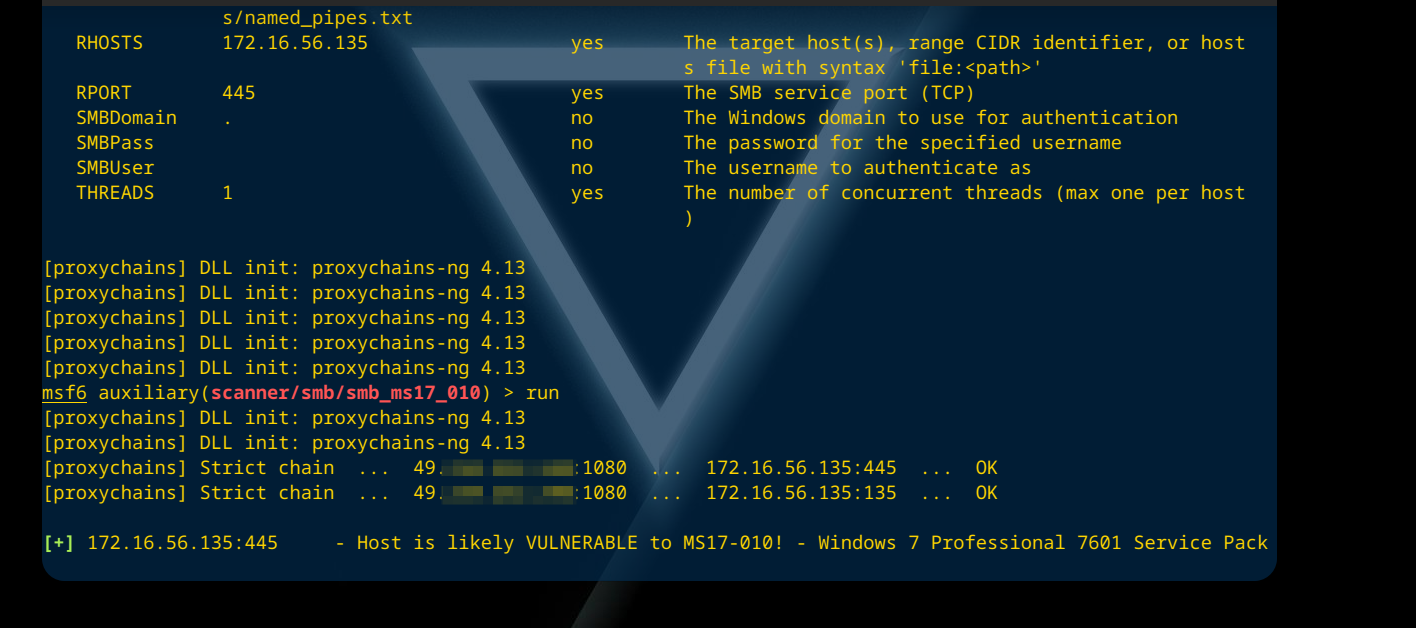 s/named_pipes.txt
RHOSTS 172.16.56.135 yes The target host(s), range CIDR identifier, or host
s file with syntax 'file:<path>'
RPORT 445 yes The SMB service port (TCP)
SMBDomain . no The Windows domain to use for authentication
SMBPass no The password for the specified username
SMBUser no The username to authenticate as
THREADS 1 yes The number of concurrent threads (max one per host
)
[proxychains] DLL init: proxychains-ng 4.13
[proxychains] DLL init: proxychains-ng 4.13
[proxychains] DLL init: proxychains-ng 4.13
[proxychains] DLL init: proxychains-ng 4.13
[proxychains] DLL init: proxychains-ng 4.13
msf6 auxiliary(scanner/smb/smb_ms17_010) > run
[proxychains] DLL init: proxychains-ng 4.13
[proxychains] DLL init: proxychains-ng 4.13
[proxychains] Strict chain ... 49. :1080 ... 172.16.56.135:445 ... OK
[proxychains] Strict chain ... 49. :1080 ... 172.16.56.135:135 ... OK
[+] 172.16.56.135:445 - Host is likely VULNERABLE to MS17-010! - Windows 7 Professional 7601 Service Pack